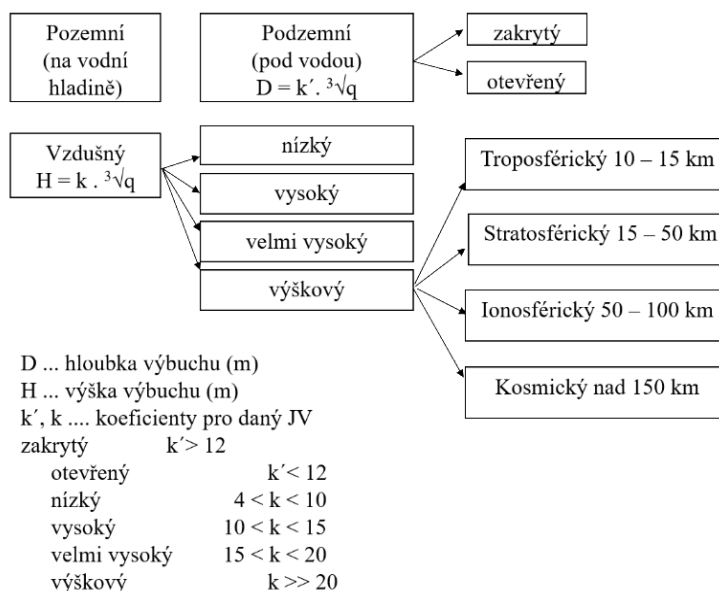 Pozemní
(na vodní
hladině)
Podzemní
(pod vodou)
D = k´. ³√q
zakrytý
otevřený
Vzdušný
H = k . ³√q
nízký
vysoký
velmi vysoký
výškový
Troposférický 10 – 15 km
Stratosférický 15 – 50 km
Ionosférický 50 – 100 km
Kosmický nad 150 km
D ... hloubka výbuchu (m)
H ... výška výbuchu (m)
k´, k .... koeficienty pro daný JV
zakrytý k´> 12
otevřený k´< 12
nízký 4 < k < 10
vysoký 10 < k < 15
velmi vysoký 15 < k < 20
výškový k >> 20